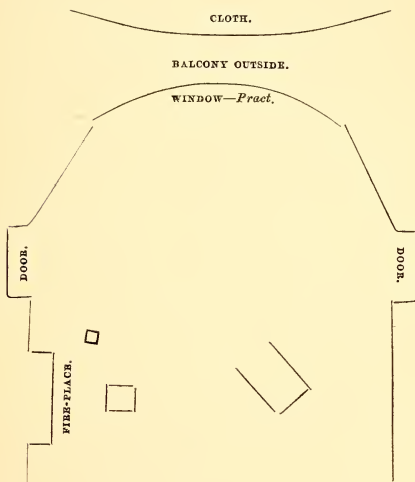 CLOTH.
BALCONY OUTSIDE.
WINDOW—Pract.
DOOR.
DOOR.
FIRE-PLACE.